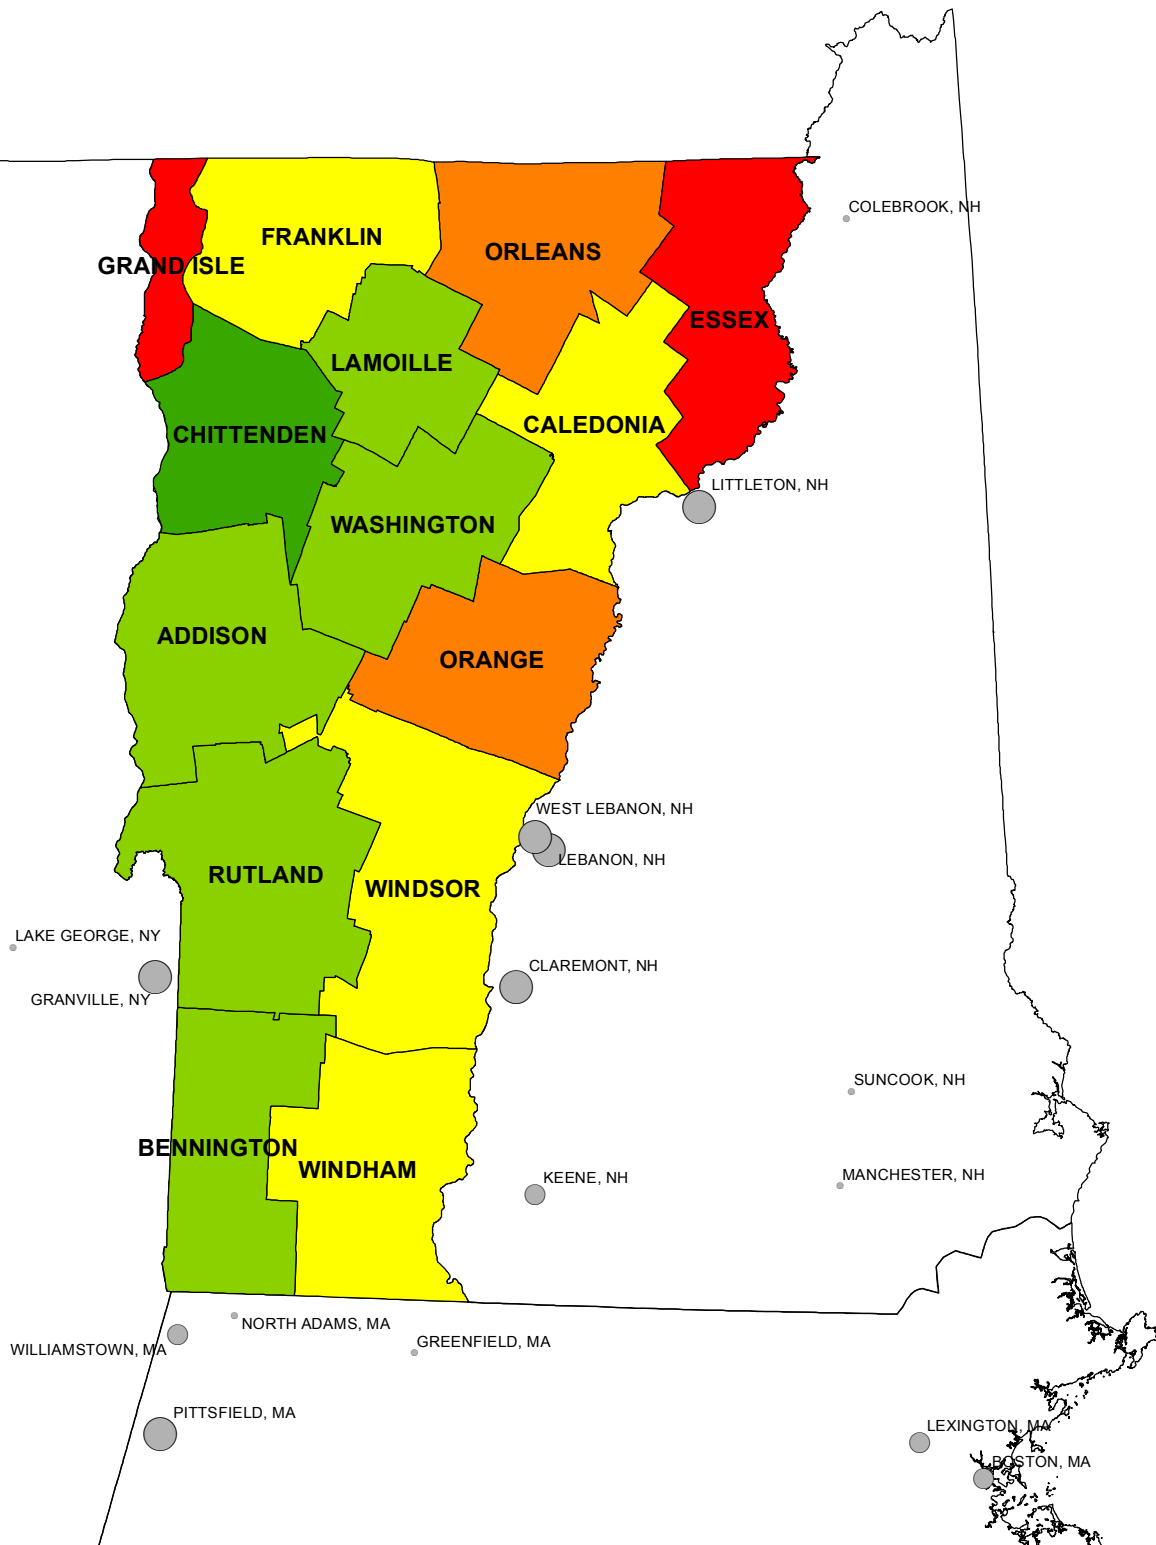 COLEBROOK, NH
FRANKLIN
ORLEANS
GRAND ISLE
ESSEX
LAMOILLE
CALEDONIA
CHITTENDEN
LITTLETON, NH
WASHINGTON
ADDISON
ORANGE
WEST LEBANON, NH
LEBANON, NH
RUTLAND
WINDSOR
LAKE GEORGE, NY
CLAREMONT, NH
GRANVILLE, NY
SUNCOOK, NH
BENNINGTON
WINDHAM
MANCHESTER, NH
KEENE, NH
NORTH ADAMS, MA
GREENFIELD, MA
WILLIAMSTOWN, MA
PITTSFIELD, MA
LEXINGTON, MA
BOSTON, MA